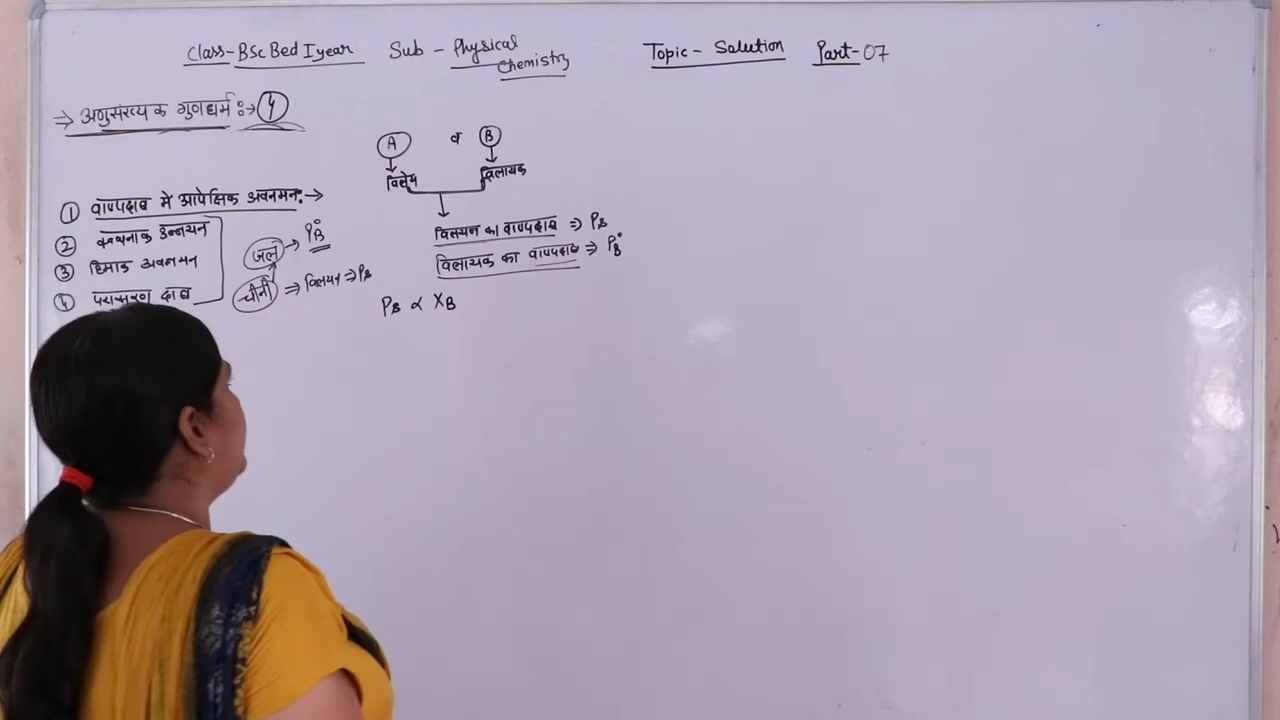 Class-BSc Bed I year Sub - Physical Chemistry Topic - Solution Part-07
⇒ अणुसंख्यक गुणधर्म :→ 4
A व B
विलेय विलायक
① वाष्पदाब में आपेक्षिक अवनमन:→
② क्वथनांक उन्नयन
③ हिमांक अवनमन
④ परासरण दाब
जल → P°B
चीनी ⇒ विलयन ⇒ PB
विलयन का वाष्पदाब ⇒ PB
विलायक का वाष्पदाब ⇒ P°B
PB ∝ XB